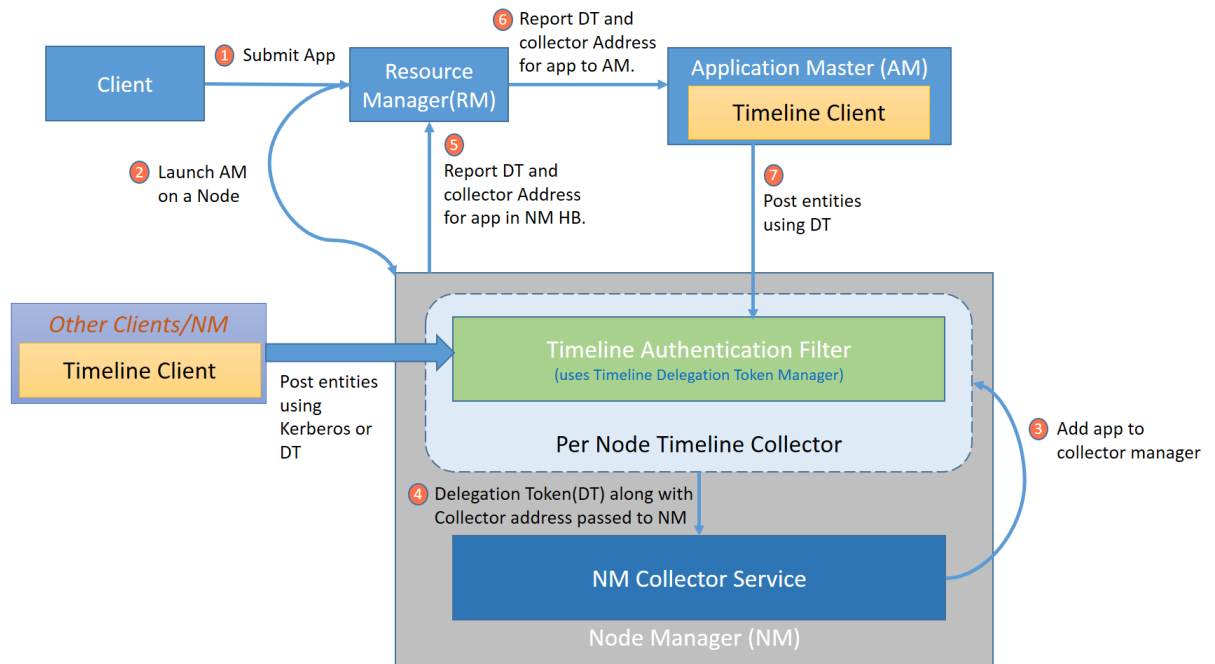 Client
1 Submit App
Resource
Manager(RM)
6 Report DT and
collector Address
for app to AM.
Application Master (AM)
Timeline Client
2 Launch AM
on a Node
5
Report DT and
collector Address
for app in NM HB.
7
Post entities
using DT
Other Clients/NM
Timeline Client
Post entities
using
Kerberos or
DT
Timeline Authentication Filter
(uses Timeline Delegation Token Manager)
Per Node Timeline Collector
3 Add app to
collector manager
4 Delegation Token(DT) along with
Collector address passed to NM
NM Collector Service
Node Manager (NM)